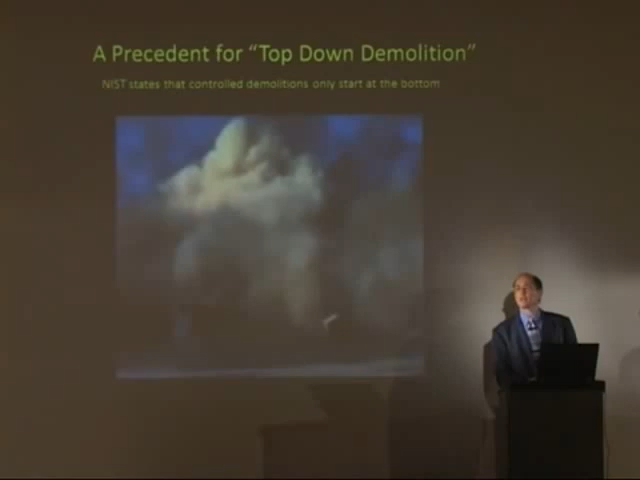 A Precedent for “Top Down Demolition”
NIST states that controlled demolitions only start at the bottom